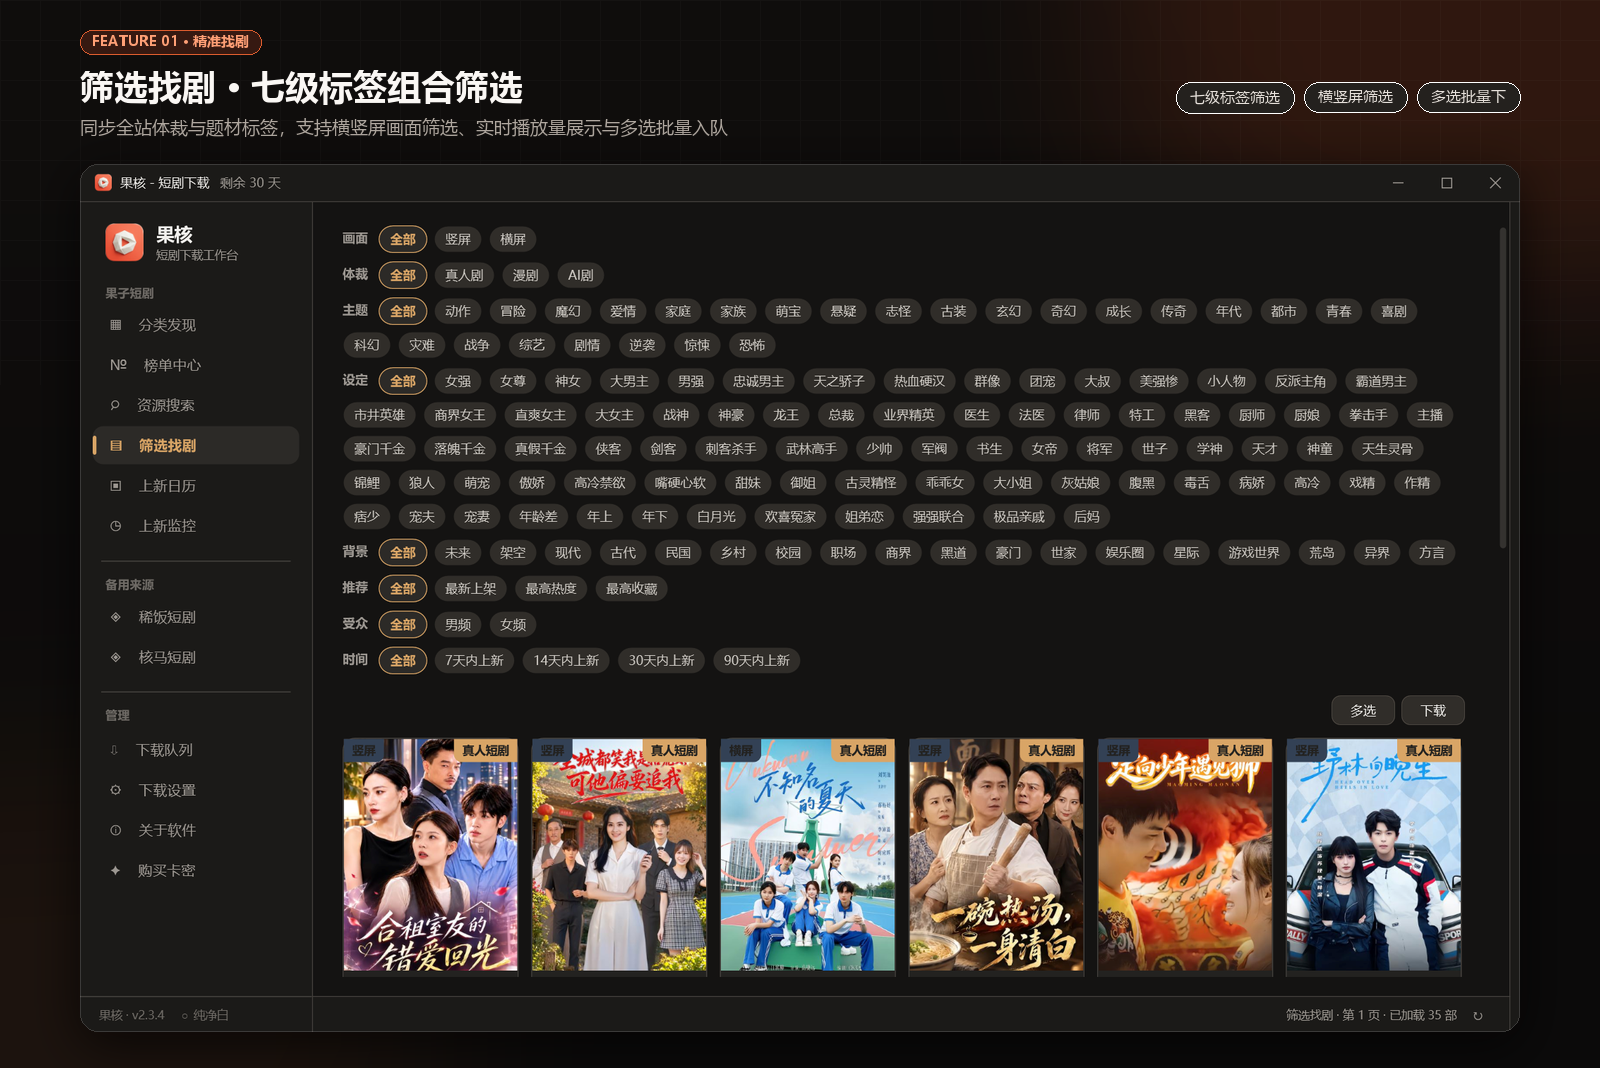 FEATURE 01 • 精准找剧
筛选找剧 • 七级标签组合筛选
同步全站体裁与题材标签，支持横竖屏画面筛选、实时播放量展示与多选批量入队
七级标签筛选
横竖屏筛选
多选批量下
果核 - 短剧下载 剩余 30 天
果核
短剧下载工作台
果子短剧
分类发现
№ 榜单中心
资源搜索
筛选找剧
上新日历
上新监控
备用来源
稀饭短剧
核马短剧
管理
下载队列
下载设置
关于软件
购买卡密
果核 · v2.3.4 ○ 纯净白
画面 全部 竖屏 横屏
体裁 全部 真人剧 漫剧 AI剧
主题 全部 动作 冒险 魔幻 爱情 家庭 家族 萌宝 悬疑 志怪 古装 玄幻 奇幻 成长 传奇 年代 都市 青春 喜剧
科幻 灾难 战争 综艺 剧情 逆袭 惊悚 恐怖
设定 全部 女强 女尊 神女 大男主 男强 忠诚男主 天之骄子 热血硬汉 群像 团宠 大叔 美强惨 小人物 反派主角 霸道男主
市井英雄 商界女王 直爽女主 大女主 战神 神豪 龙王 总裁 业界精英 医生 法医 律师 特工 黑客 厨师 厨娘 拳击手 主播
豪门千金 落魄千金 真假千金 侠客 剑客 刺客杀手 武林高手 少帅 军阀 书生 女帝 将军 世子 学神 天才 神童 天生灵骨
锦鲤 狼人 萌宠 傲娇 高冷禁欲 嘴硬心软 甜妹 御姐 古灵精怪 乖乖女 大小姐 灰姑娘 腹黑 毒舌 病娇 高冷 戏精 作精
痞少 宠夫 宠妻 年龄差 年上 年下 白月光 欢喜冤家 姐弟恋 强强联合 极品亲戚 后妈
背景 全部 未来 架空 现代 古代 民国 乡村 校园 职场 商界 黑道 豪门 世家 娱乐圈 星际 游戏世界 荒岛 异界 方言
推荐 全部 最新上架 最高热度 最高收藏
受众 全部 男频 女频
时间 全部 7天内上新 14天内上新 30天内上新 90天内上新
多选 下载
竖屏 真人短剧
合租室友的
错爱回光
竖屏 真人短剧
可他偏要追我
横屏 真人短剧
Unknown
不知名
的夏天
Summer
竖屏 真人短剧
一碗热汤，
一身清白
竖屏 真人短剧
走向少年遇见狮
竖屏 真人短剧
野林向晚生
RALLY
SPOR
筛选找剧 · 第 1 页 · 已加载 35 部